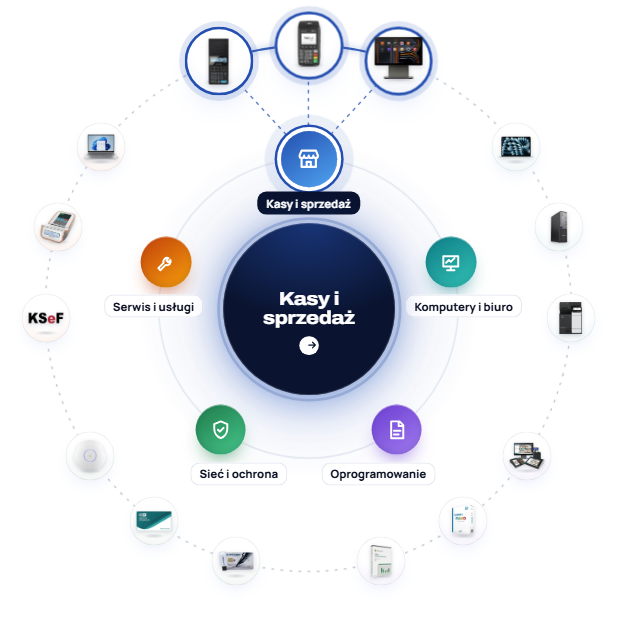 Kasy i sprzedaż
Serwis i usługi
Kasy i
sprzedaż
Komputery i biuro
KSeF
Sieć i ochrona
Oprogramowanie